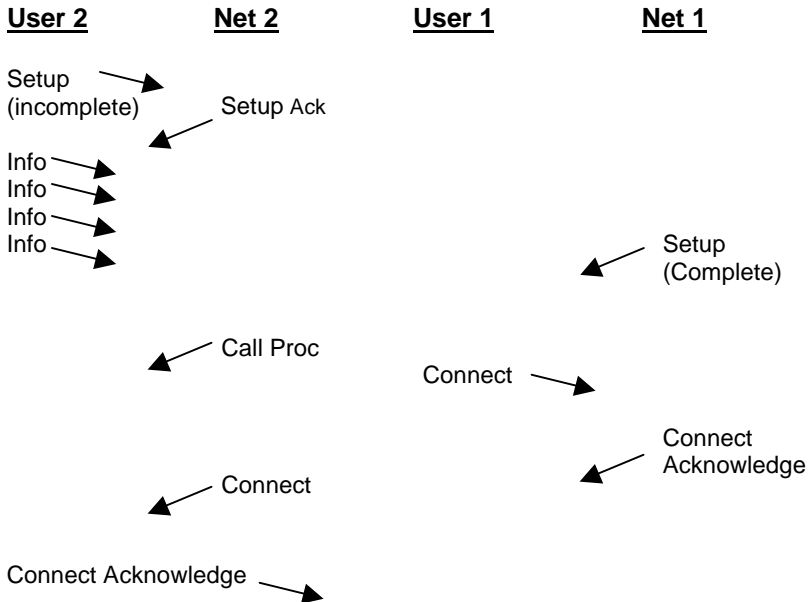 User 2 Net 2 User 1 Net 1
Setup
(incomplete)
Setup Ack
Info
Info
Info
Info
Setup
(Complete)
Call Proc
Connect
Connect
Acknowledge
Connect
Connect Acknowledge